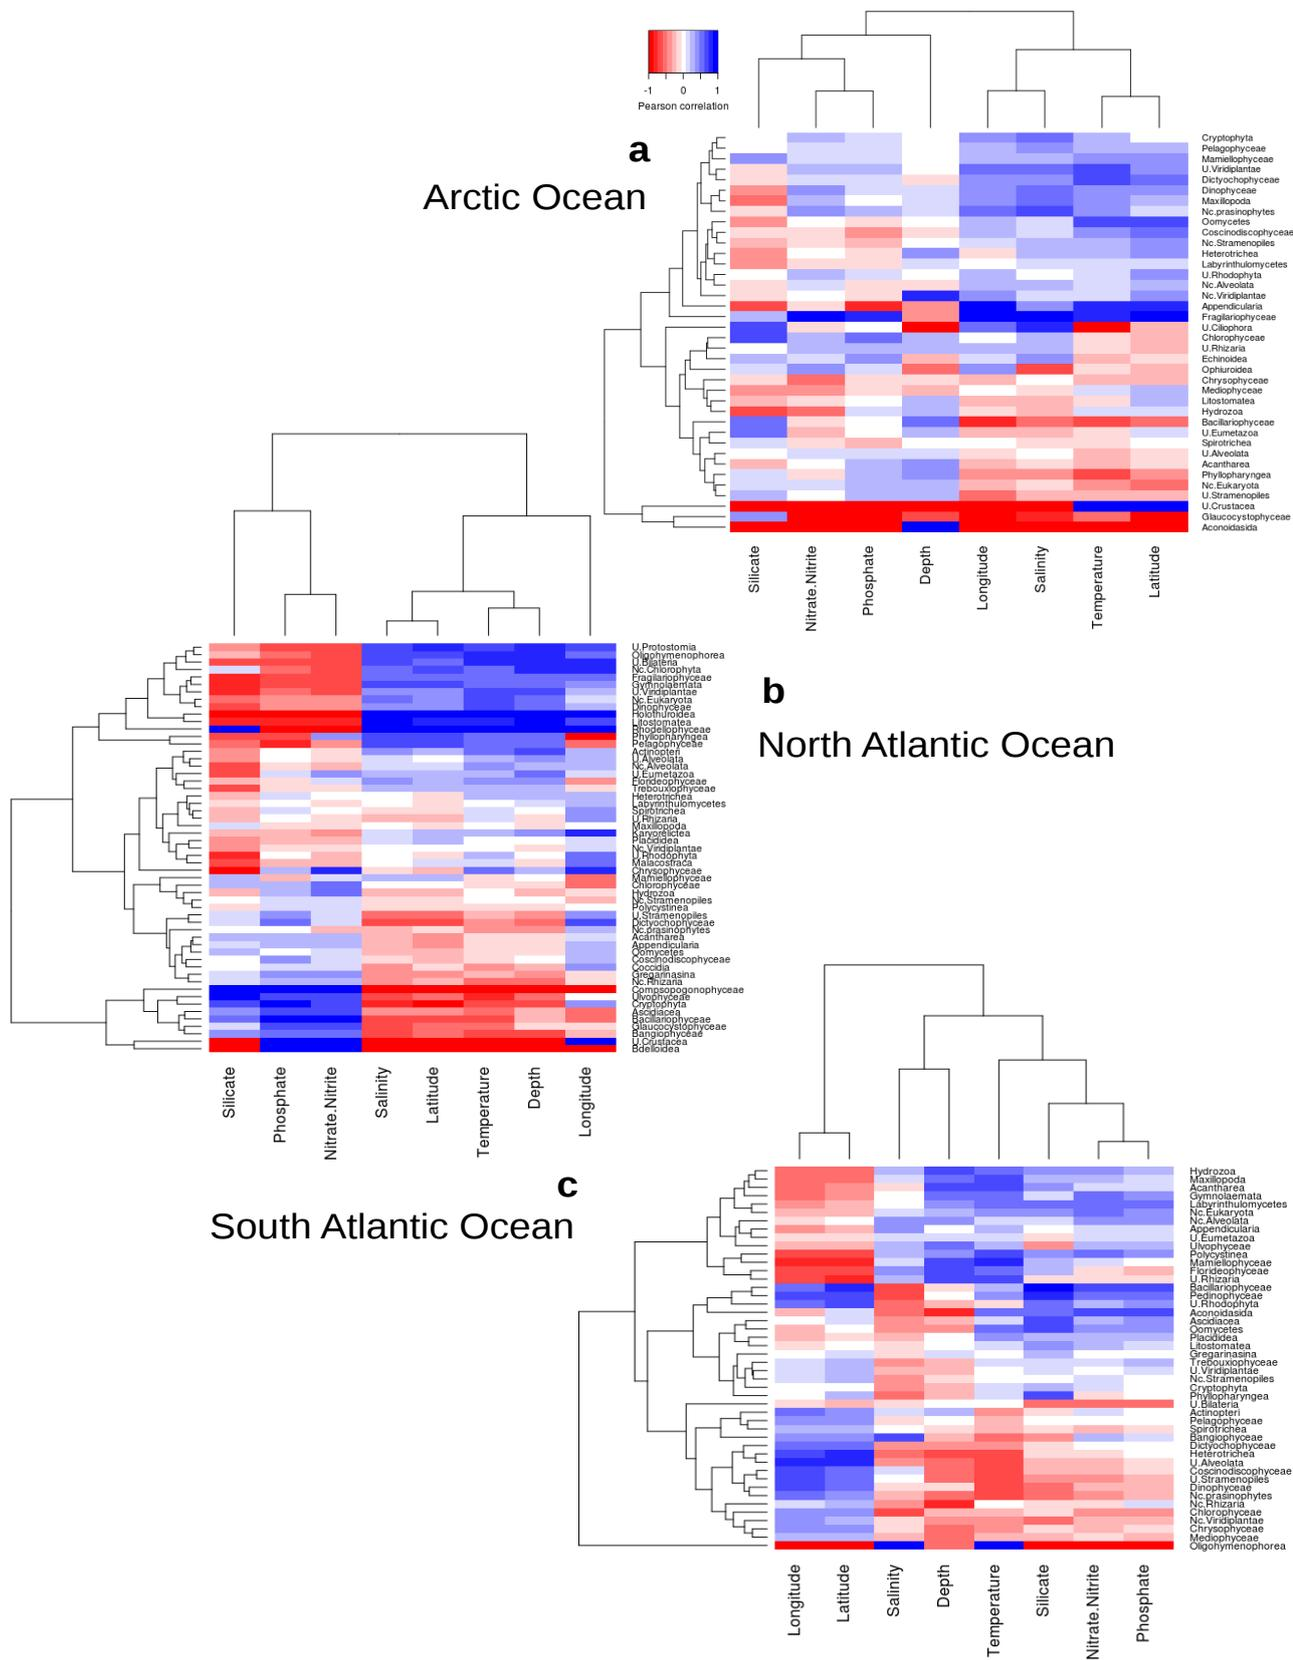 -1 0 1
Pearson correlation
a
Arctic Ocean
Cryptophyta
Pelagophyceae
Mamiellophyceae
U.Viridiplantae
Dictyochophyceae
Dinophyceae
Maxillopoda
Nc.prasinophytes
Oomycetes
Coscinodiscophyceae
Nc.Stramenopiles
Heterotrichea
Labyrinthulomycetes
U.Rhodophyta
Nc.Alveolata
Nc.Viridiplantae
Appendicularia
Fragilariophyceae
U.Ciliophora
Chlorophyceae
U.Rhizaria
Echinoidea
Ophiuroidea
Chrysophyceae
Mediophyceae
Litostomatea
Hydrozoa
Bacillariophyceae
U.Eumetazoa
Spirotrichea
U.Alveolata
Acantharea
Phyllopharyngea
Nc.Eukaryota
U.Stramenopiles
U.Crustacea
Glaucocystophyceae
Aconoidasida
Silicate
Nitrate.Nitrite
Phosphate
Depth
Longitude
Salinity
Temperature
Latitude
b
North Atlantic Ocean
U.Protostomia
Oligohymenophorea
U.Bilateria
Nc.Chlorophyta
Fragilariophyceae
Gymnolaemata
U.Viridiplantae
Nc.Eukaryota
Dinophyceae
Holothuroidea
Litostomatea
Rhodellophyceae
Phyllopharyngea
Pelagophyceae
Actinopteri
U.Alveolata
Nc.Alveolata
U.Eumetazoa
Florideophyceae
Trebouxiophyceae
Heterotrichea
Labyrinthulomycetes
Spirotrichea
U.Rhizaria
Maxillopoda
Karyorelictea
Placididea
Nc.Viridiplantae
U.Rhodophyta
Malacostraca
Chrysophyceae
Mamiellophyceae
Chlorophyceae
Hydrozoa
Nc.Stramenopiles
Polycystinea
U.Stramenopiles
Dictyochophyceae
Nc.prasinophytes
Acantharea
Appendicularia
Oomycetes
Coscinodiscophyceae
Coccidia
Gregarinasina
Nc.Rhizaria
Compsopogonophyceae
Ulvophyceae
Cryptophyta
Ascidiacea
Bacillariophyceae
Glaucocystophyceae
Bangiophyceae
U.Crustacea
Bdelloidea
Silicate
Phosphate
Nitrate.Nitrite
Salinity
Latitude
Temperature
Depth
Longitude
c
South Atlantic Ocean
Hydrozoa
Maxillopoda
Acantharea
Gymnolaemata
Labyrinthulomycetes
Nc.Eukaryota
Nc.Alveolata
Appendicularia
U.Eumetazoa
Ulvophyceae
Polycystinea
Mamiellophyceae
Florideophyceae
U.Rhizaria
Bacillariophyceae
Pedinophyceae
U.Rhodophyta
Aconoidasida
Ascidiacea
Oomycetes
Placididea
Litostomatea
Gregarinasina
Trebouxiophyceae
U.Viridiplantae
Nc.Stramenopiles
Cryptophyta
Phyllopharyngea
U.Bilateria
Actinopteri
Pelagophyceae
Spirotrichea
Bangiophyceae
Dictyochophyceae
Heterotrichea
U.Alveolata
Coscinodiscophyceae
U.Stramenopiles
Dinophyceae
Nc.prasinophytes
Nc.Rhizaria
Chlorophyceae
Nc.Viridiplantae
Chrysophyceae
Mediophyceae
Oligohymenophorea
Longitude
Latitude
Salinity
Depth
Temperature
Silicate
Nitrate.Nitrite
Phosphate